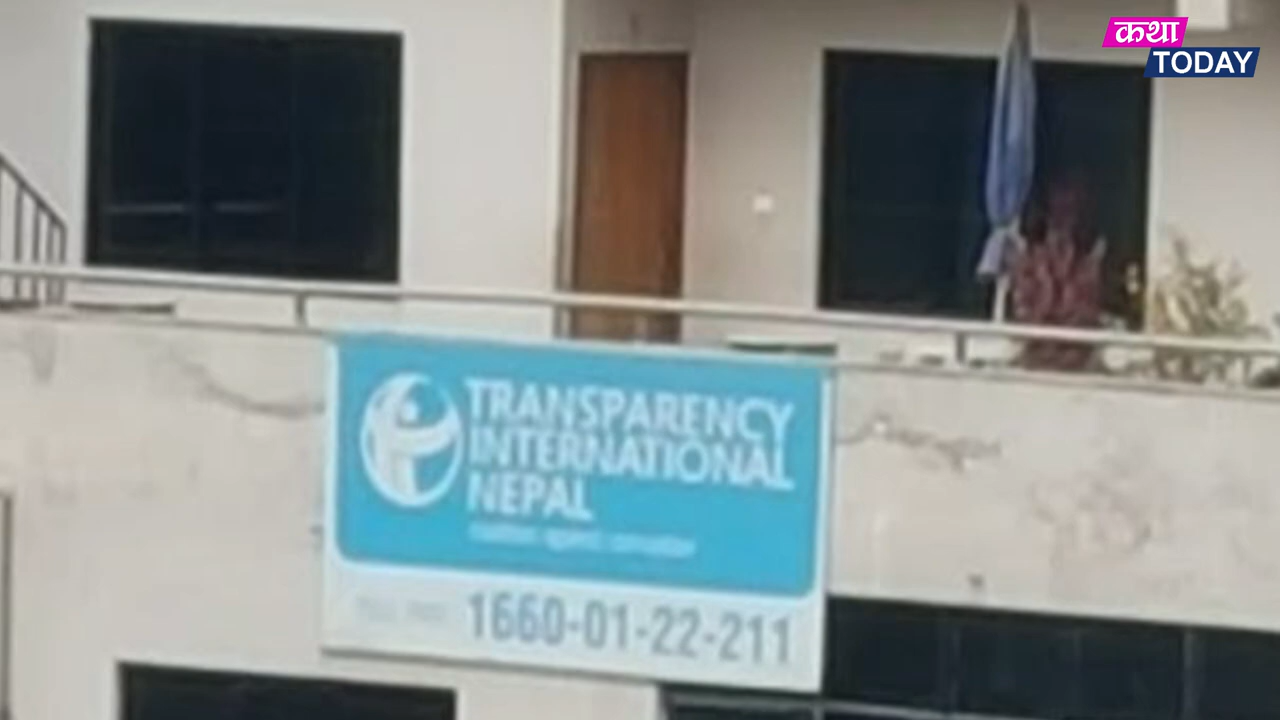 कथा
TODAY
TRANSPARENCY
INTERNATIONAL
NEPAL
1660-01-22-211